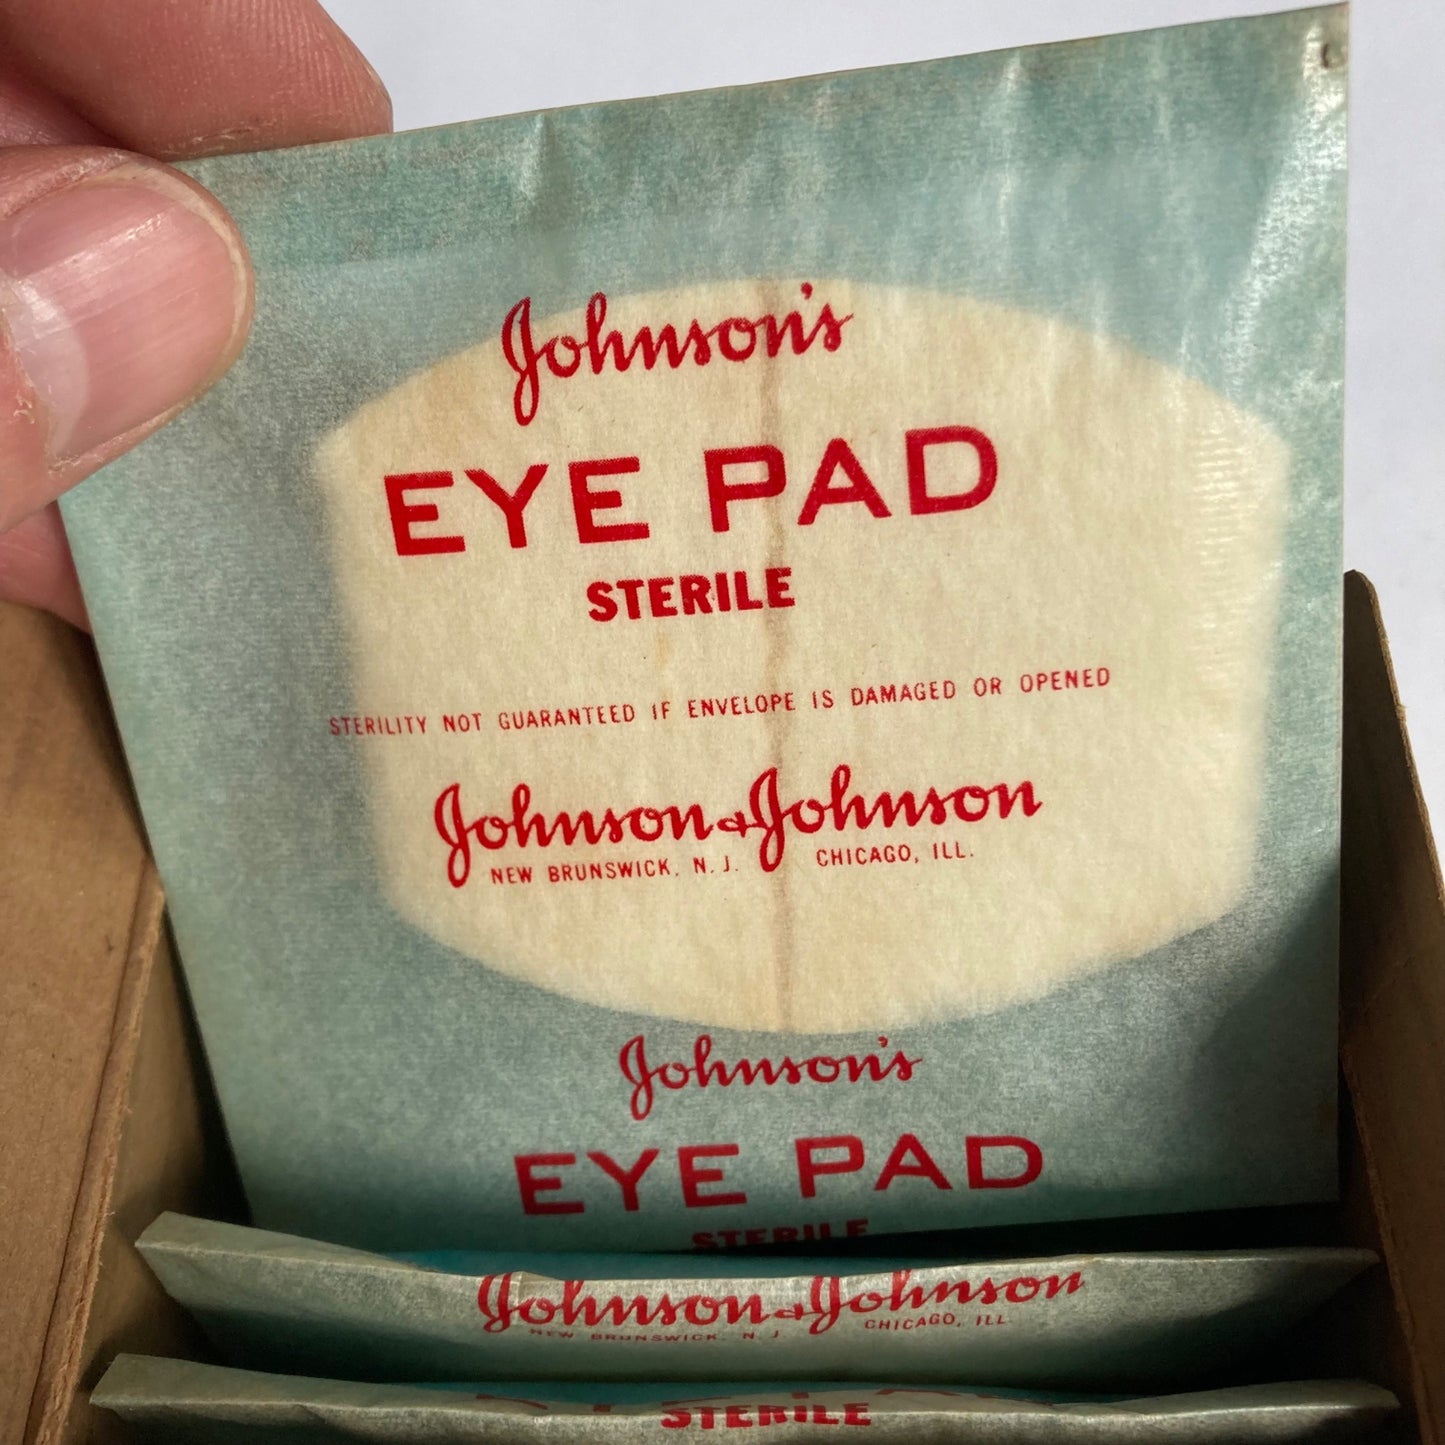 Johnson's
EYE PAD
STERILE
STERILITY NOT GUARANTEED IF ENVELOPE IS DAMAGED OR OPENED
Johnson & Johnson
NEW BRUNSWICK, N. J. CHICAGO, ILL.
Johnson's
EYE PAD
STERILE
Johnson & Johnson
NEW BRUNSWICK, N. J. CHICAGO, ILL.
STERILE